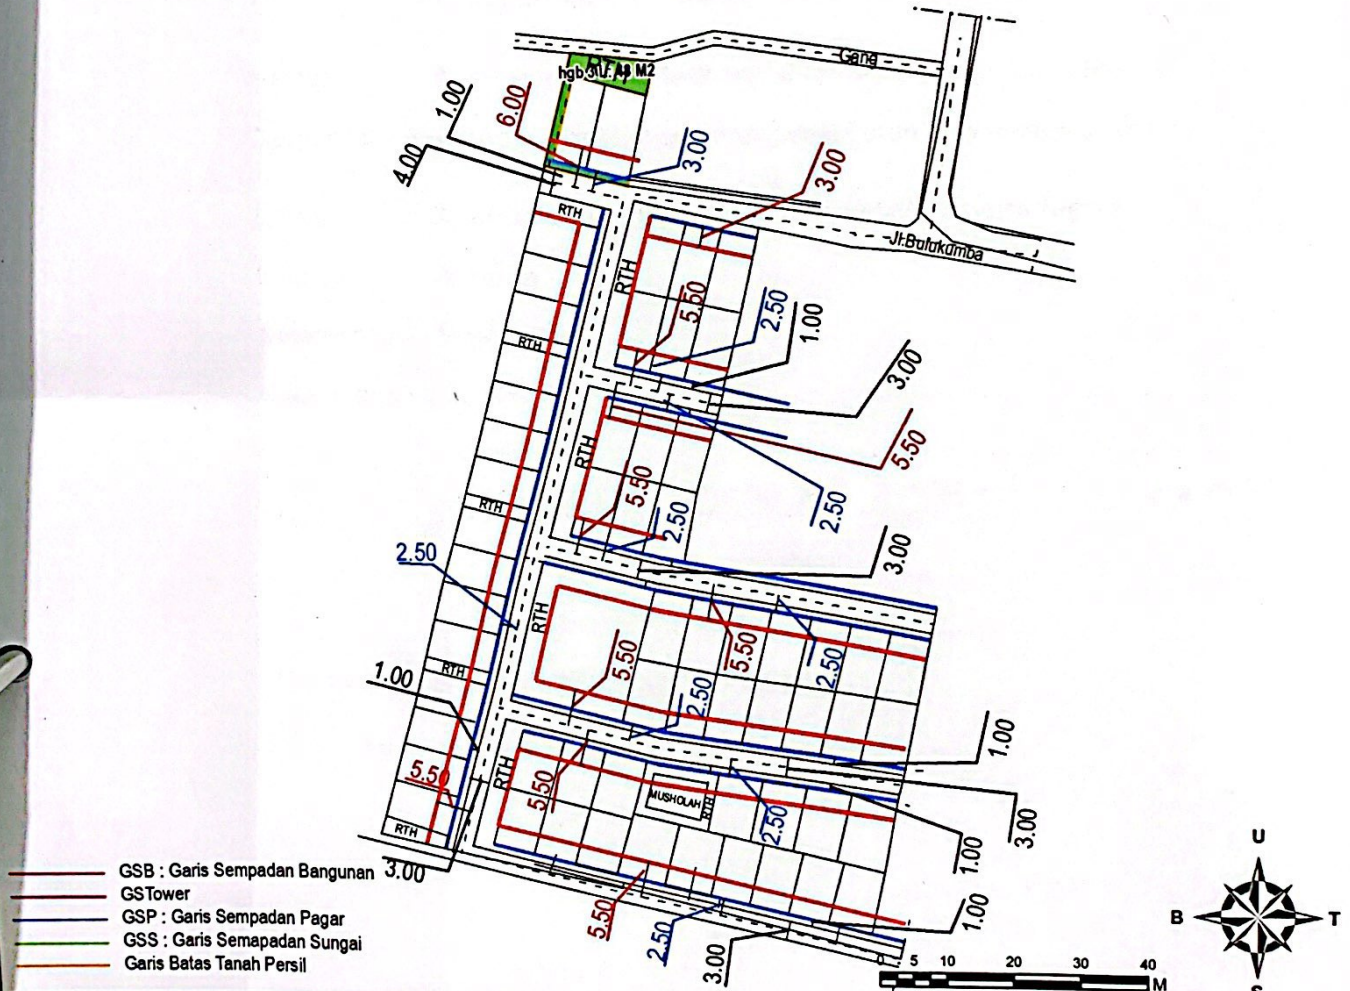 Gang
hgb
M2
1.00
6.00
3.00
4.00
3.00
RTH
Jl.Bulukumba
RTH
5.50
2.50
1.00
RTH
3.00
RTH
5.50
5.50
2.50
RTH
2.50
2.50
3.00
RTH
5.50
5.50
2.50
RTH
2.50
1.00
1.00
RTH
5.50
5.50
MUSHOLAH
RTH
2.50
3.00
RTH
1.00
3.00
5.50
2.50
3.00
1.00
GSB : Garis Sempadan Bangunan
GSTower
GSP : Garis Sempadan Pagar
GSS : Garis Semapadan Sungai
Garis Batas Tanah Persil
U
B
T
S
0 5 10 20 30 40
M